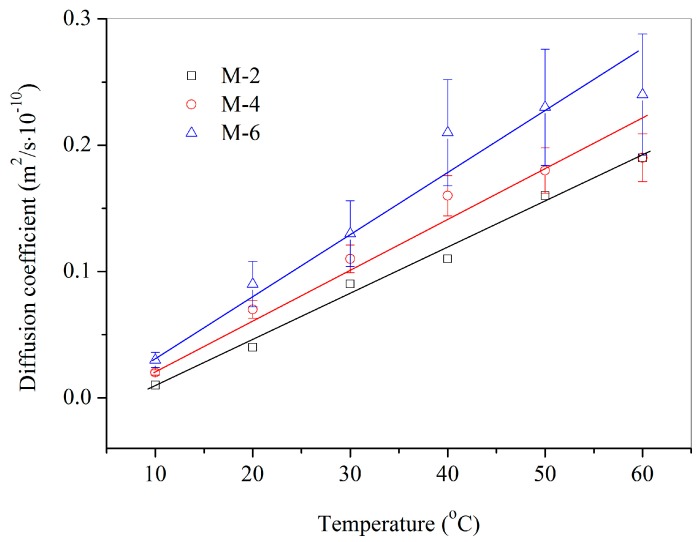 0.3
0.2
0.1
0.0
Diffusion coefficient (m²/s·10⁻¹⁰)
M-2
M-4
M-6
10 20 30 40 50 60
Temperature (°C)